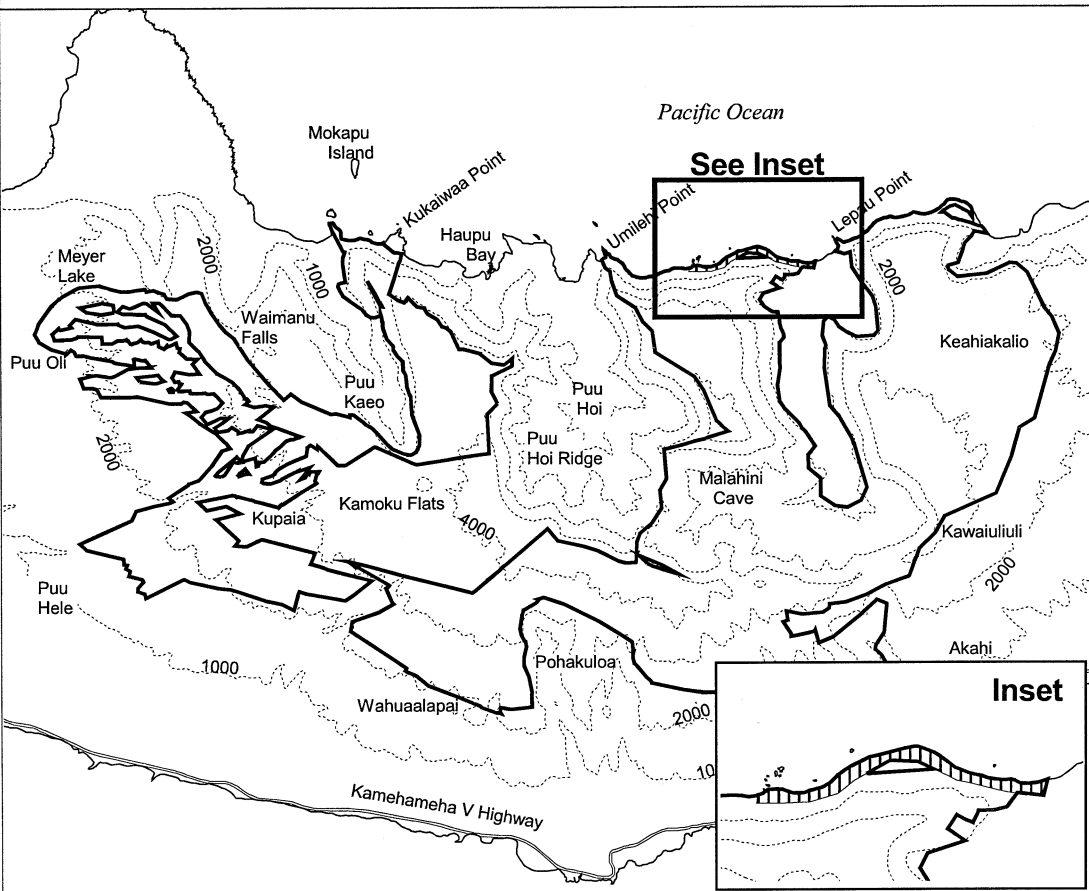 Pacific Ocean
Mokapu
Island
See Inset
Kukaiwaa Point
Umilehi Point
Lepau Point
Haupu
Bay
Meyer
Lake
2000
1000
2000
Waimanu
Falls
Puu Oli
Keahiakalio
Puu
Kaeo
Puu
Hoi
Puu
Hoi Ridge
2000
Malahini
Cave
Kamoku Flats
Kupaia
4000
Kawaiuliuli
2000
Puu
Hele
Akahi
1000
Pohakuloa
Wahuaalapai
2000
10
Inset
Kamehameha V Highway